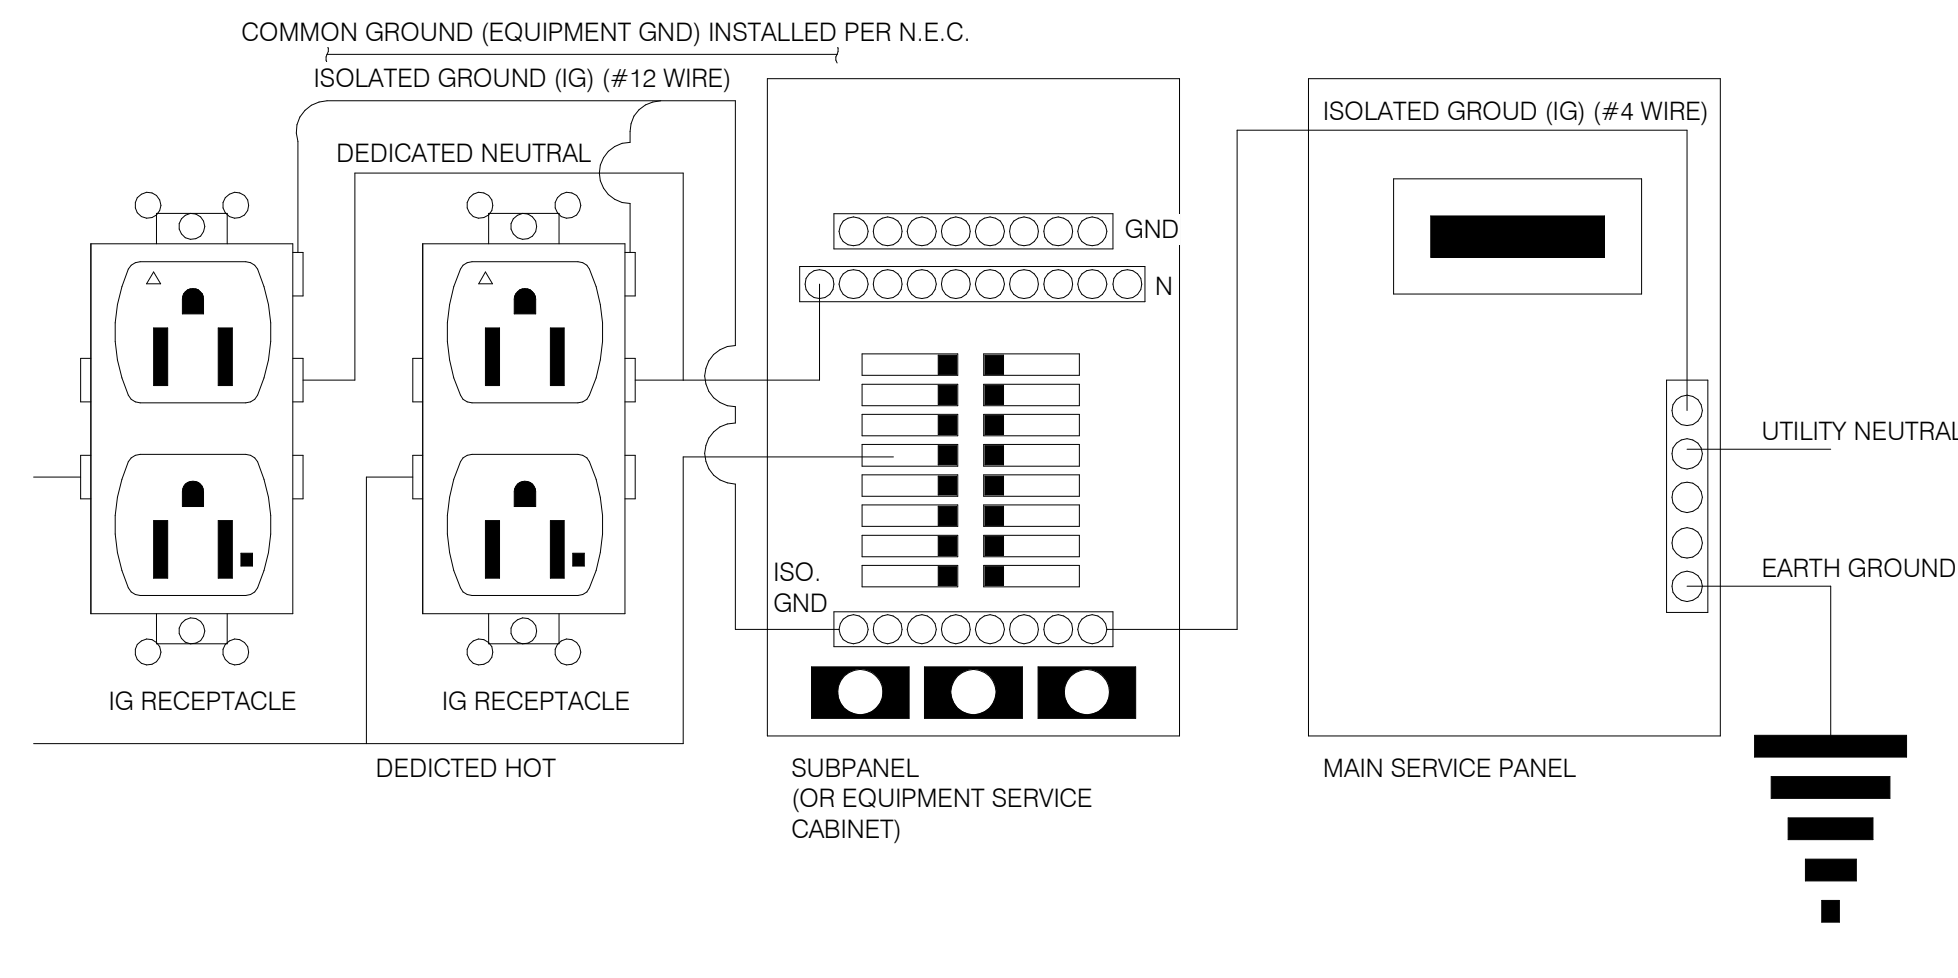 COMMON GROUND (EQUIPMENT GND) INSTALLED PER N.E.C.
ISOLATED GROUND (IG) (#12 WIRE)
DEDICATED NEUTRAL
ISOLATED GROUD (IG) (#4 WIRE)
GND
N
UTILITY NEUTRAL
EARTH GROUND
ISO.
GND
IG RECEPTACLE
IG RECEPTACLE
DEDICTED HOT
SUBPANEL
(OR EQUIPMENT SERVICE
CABINET)
MAIN SERVICE PANEL